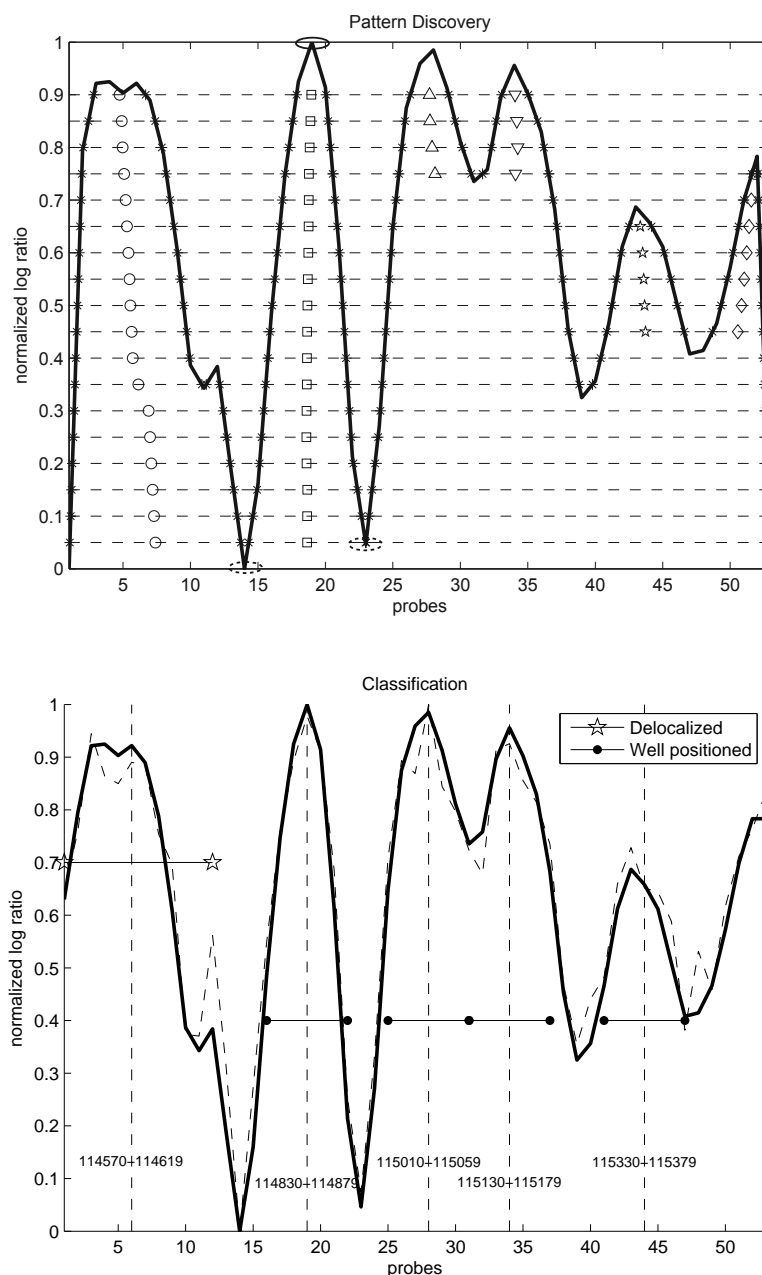 Pattern Discovery
1
0.9
0.8
0.7
0.6
0.5
0.4
0.3
0.2
0.1
0
normalized log ratio
5 10 15 20 25 30 35 40 45 50
probes
Classification
1
0.9
0.8
0.7
0.6
0.5
0.4
0.3
0.2
0.1
0
normalized log ratio
Delocalized
Well positioned
114570-114619
114830-114879
115010-115059
115130-115179
115330-115379
5 10 15 20 25 30 35 40 45 50
probes